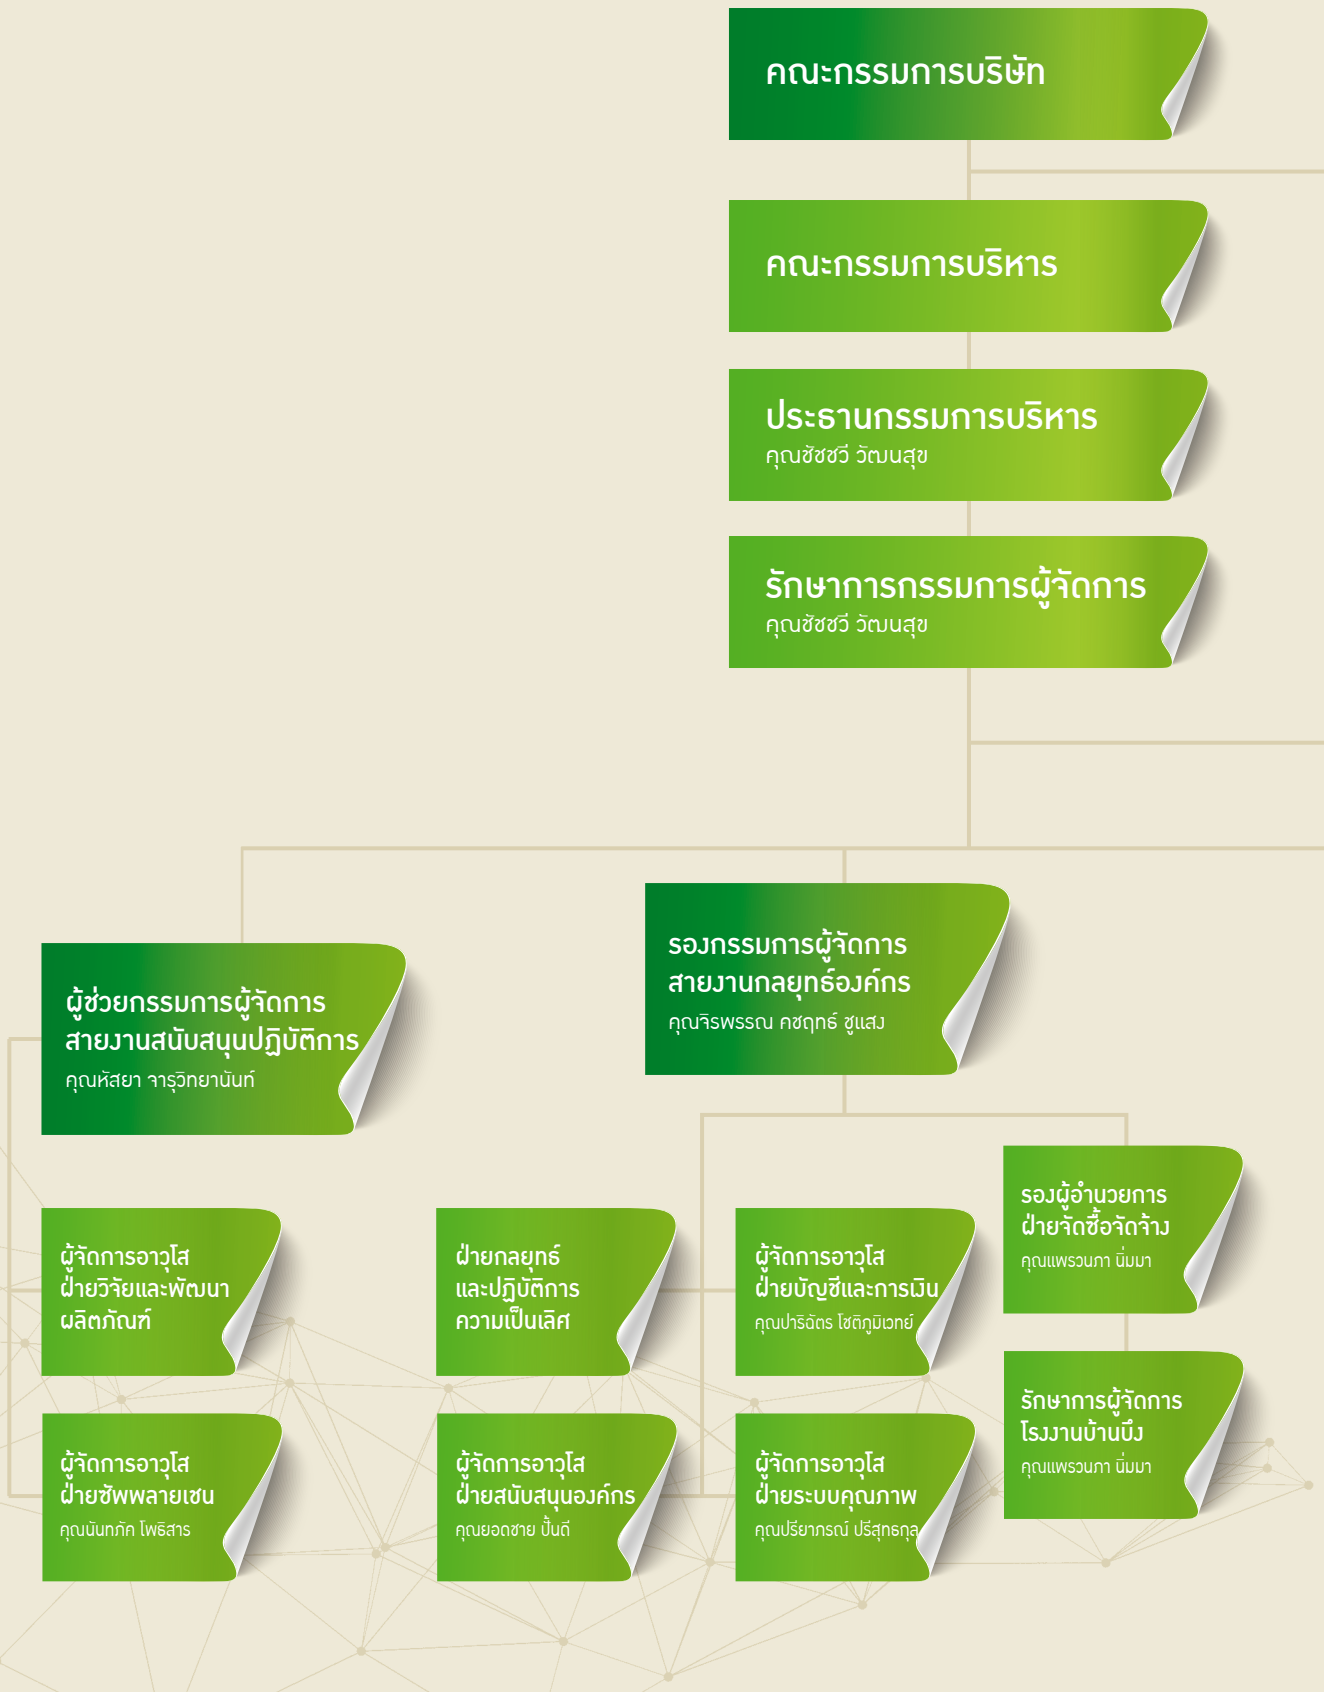 คณะกรรมการบริษัท
คณะกรรมการบริหาร
ประธานกรรมการบริหาร
คุณชัชชวี วัฒนสุข
รักษาการกรรมการผู้จัดการ
คุณชัชชวี วัฒนสุข
ผู้ช่วยกรรมการผู้จัดการ
สายงานสนับสนุนปฏิบัติการ
คุณหัสยา จารุวิทยานันท์
รองกรรมการผู้จัดการ
สายงานกลยุทธ์องค์กร
คุณจิรพรรณ คชฤทธ์ ชูแสง
ผู้จัดการอาวุโส
ฝ่ายวิจัยและพัฒนา
ผลิตภัณฑ์
ฝ่ายกลยุทธ์
และปฏิบัติการ
ความเป็นเลิศ
ผู้จัดการอาวุโส
ฝ่ายบัญชีและการเงิน
คุณปาริฉัตร โชติภูมิเวทย์
รองผู้อำนวยการ
ฝ่ายจัดซื้อจัดจ้าง
คุณแพรวนภา นิ่มมา
ผู้จัดการอาวุโส
ฝ่ายซัพพลายเชน
คุณนันทภัค โพธิสาร
ผู้จัดการอาวุโส
ฝ่ายสนับสนุนองค์กร
คุณยอดชาย ปั้นดี
ผู้จัดการอาวุโส
ฝ่ายระบบคุณภาพ
คุณปรียาภรณ์ ปรีสุทธกุล
รักษาการผู้จัดการ
โรงงานบ้านบึง
คุณแพรวนภา นิ่มมา